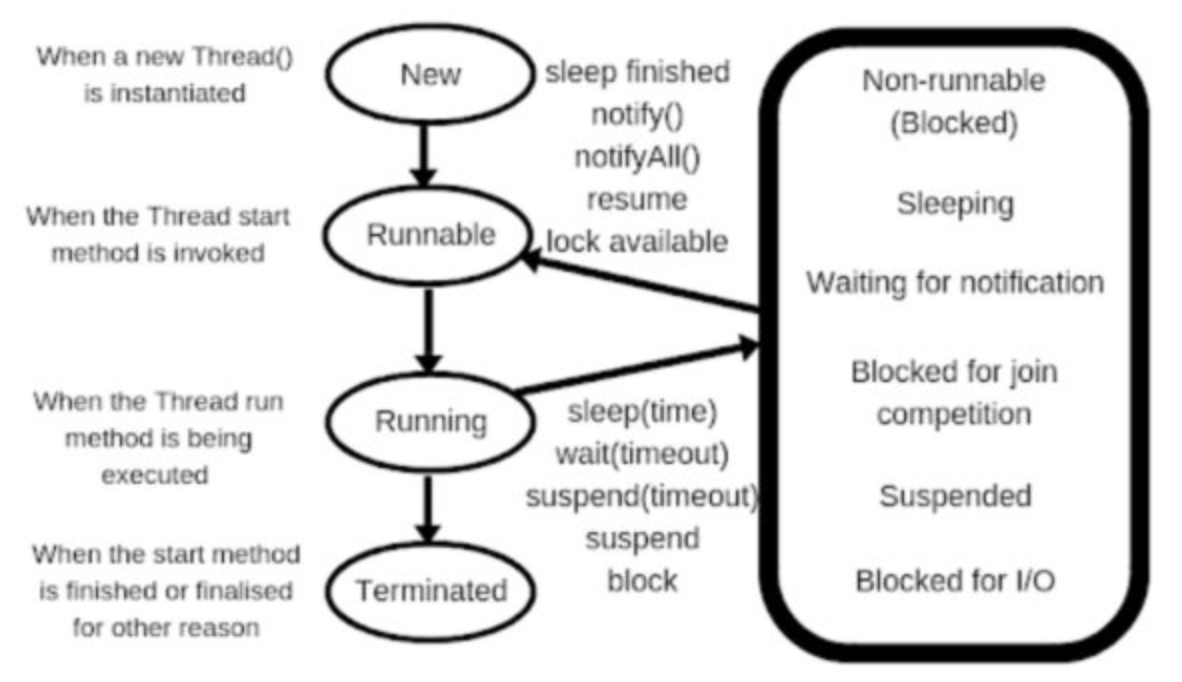 When a new Thread()
is instantiated
New
sleep finished
notify()
notifyAll()
resume
lock available
When the Thread start
method is invoked
Runnable
When the Thread run
method is being
executed
Running
sleep(time)
wait(timeout)
suspend(timeout)
suspend
block
When the start method
is finished or finalised
for other reason
Terminated
Non-runnable
(Blocked)
Sleeping
Waiting for notification
Blocked for join
competition
Suspended
Blocked for I/O